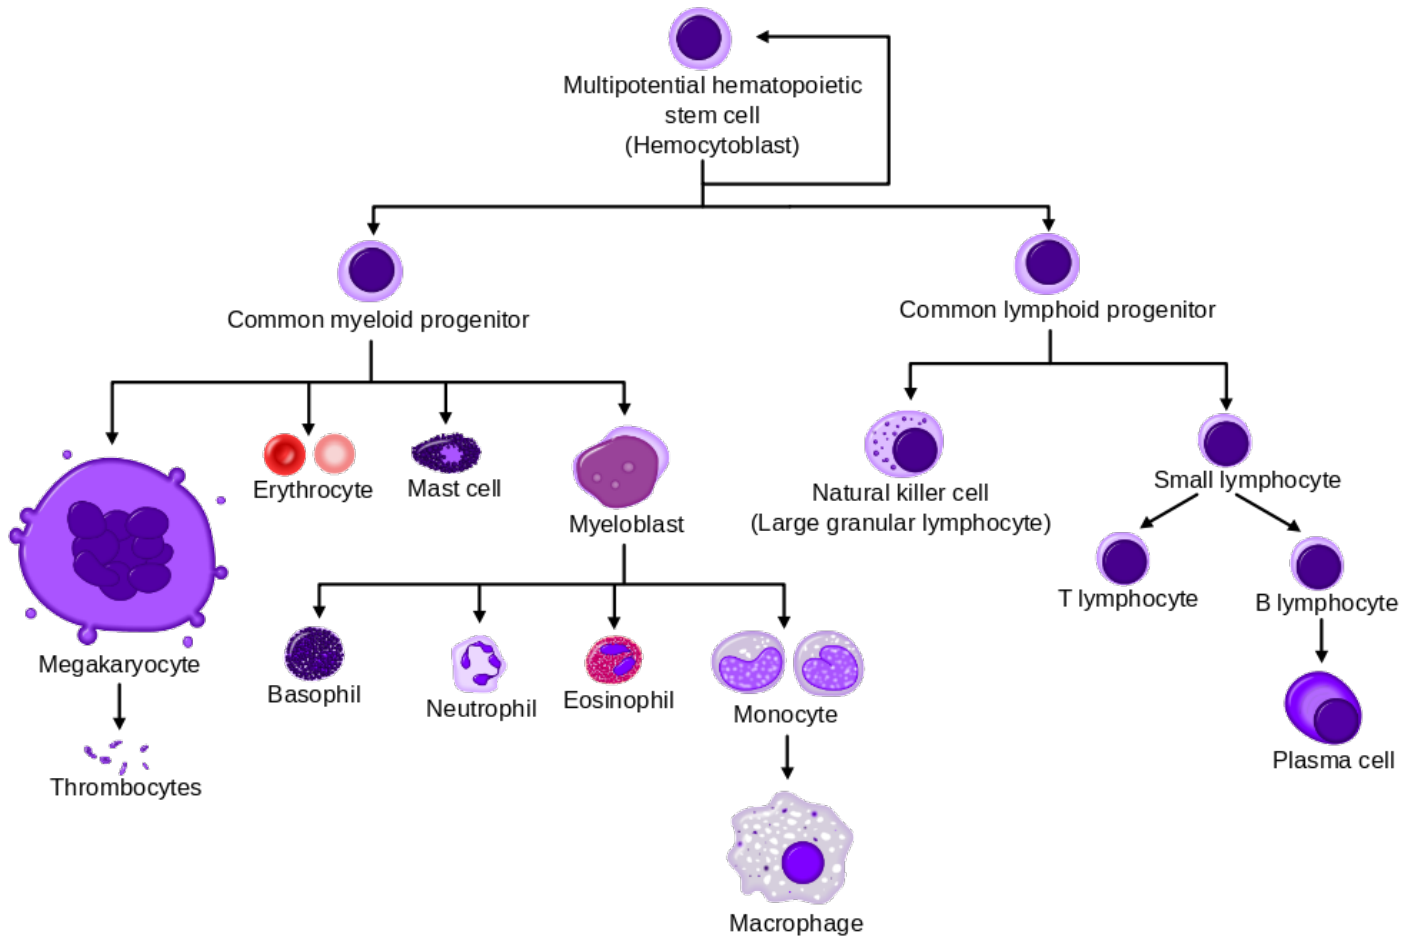 Multipotential hematopoietic
stem cell
(Hemocytoblast)
Common myeloid progenitor
Common lymphoid progenitor
Erythrocyte
Mast cell
Myeloblast
Natural killer cell
(Large granular lymphocyte)
Small lymphocyte
T lymphocyte
B lymphocyte
Megakaryocyte
Basophil
Neutrophil
Eosinophil
Monocyte
Plasma cell
Thrombocytes
Macrophage